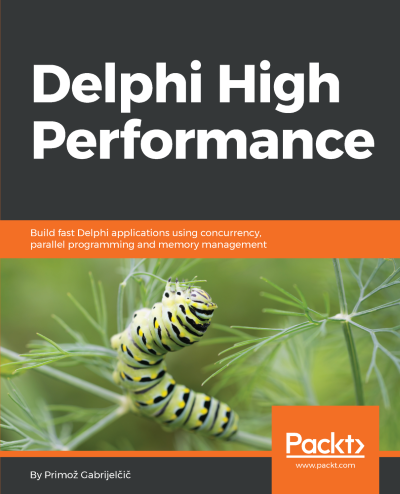 Delphi High
Performance
Build fast Delphi applications using concurrency,
parallel programming and memory management
Packt>
www.packt.com
By Primož Gabrijelčič